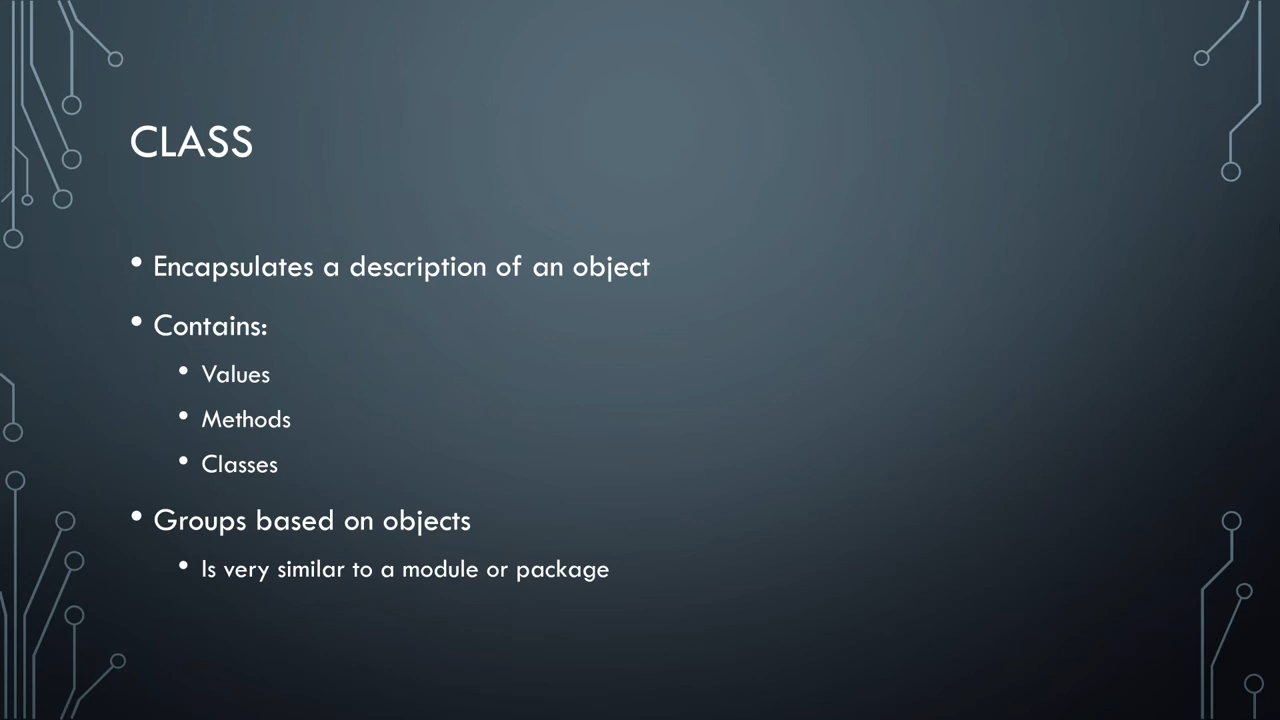 CLASS
• Encapsulates a description of an object
• Contains:
• Values
• Methods
• Classes
• Groups based on objects
• Is very similar to a module or package